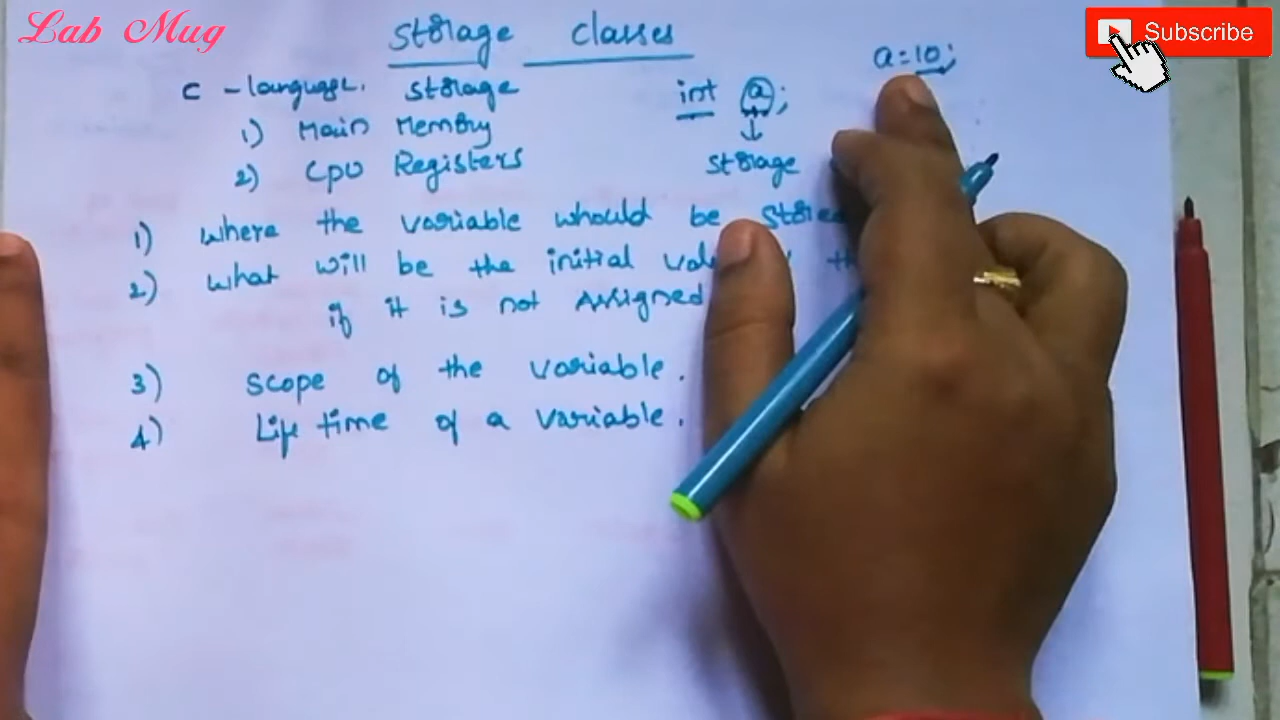 Lab Mug
Subscribe
Storage Classes
a=10;
C - language. Storage
int a;
1) Main Memory
2) CPU Registers
storage
1) where the variable whould be
2) what will be the initial
if it is not Assigned
3) scope of the variable.
4) Life time of a variable.